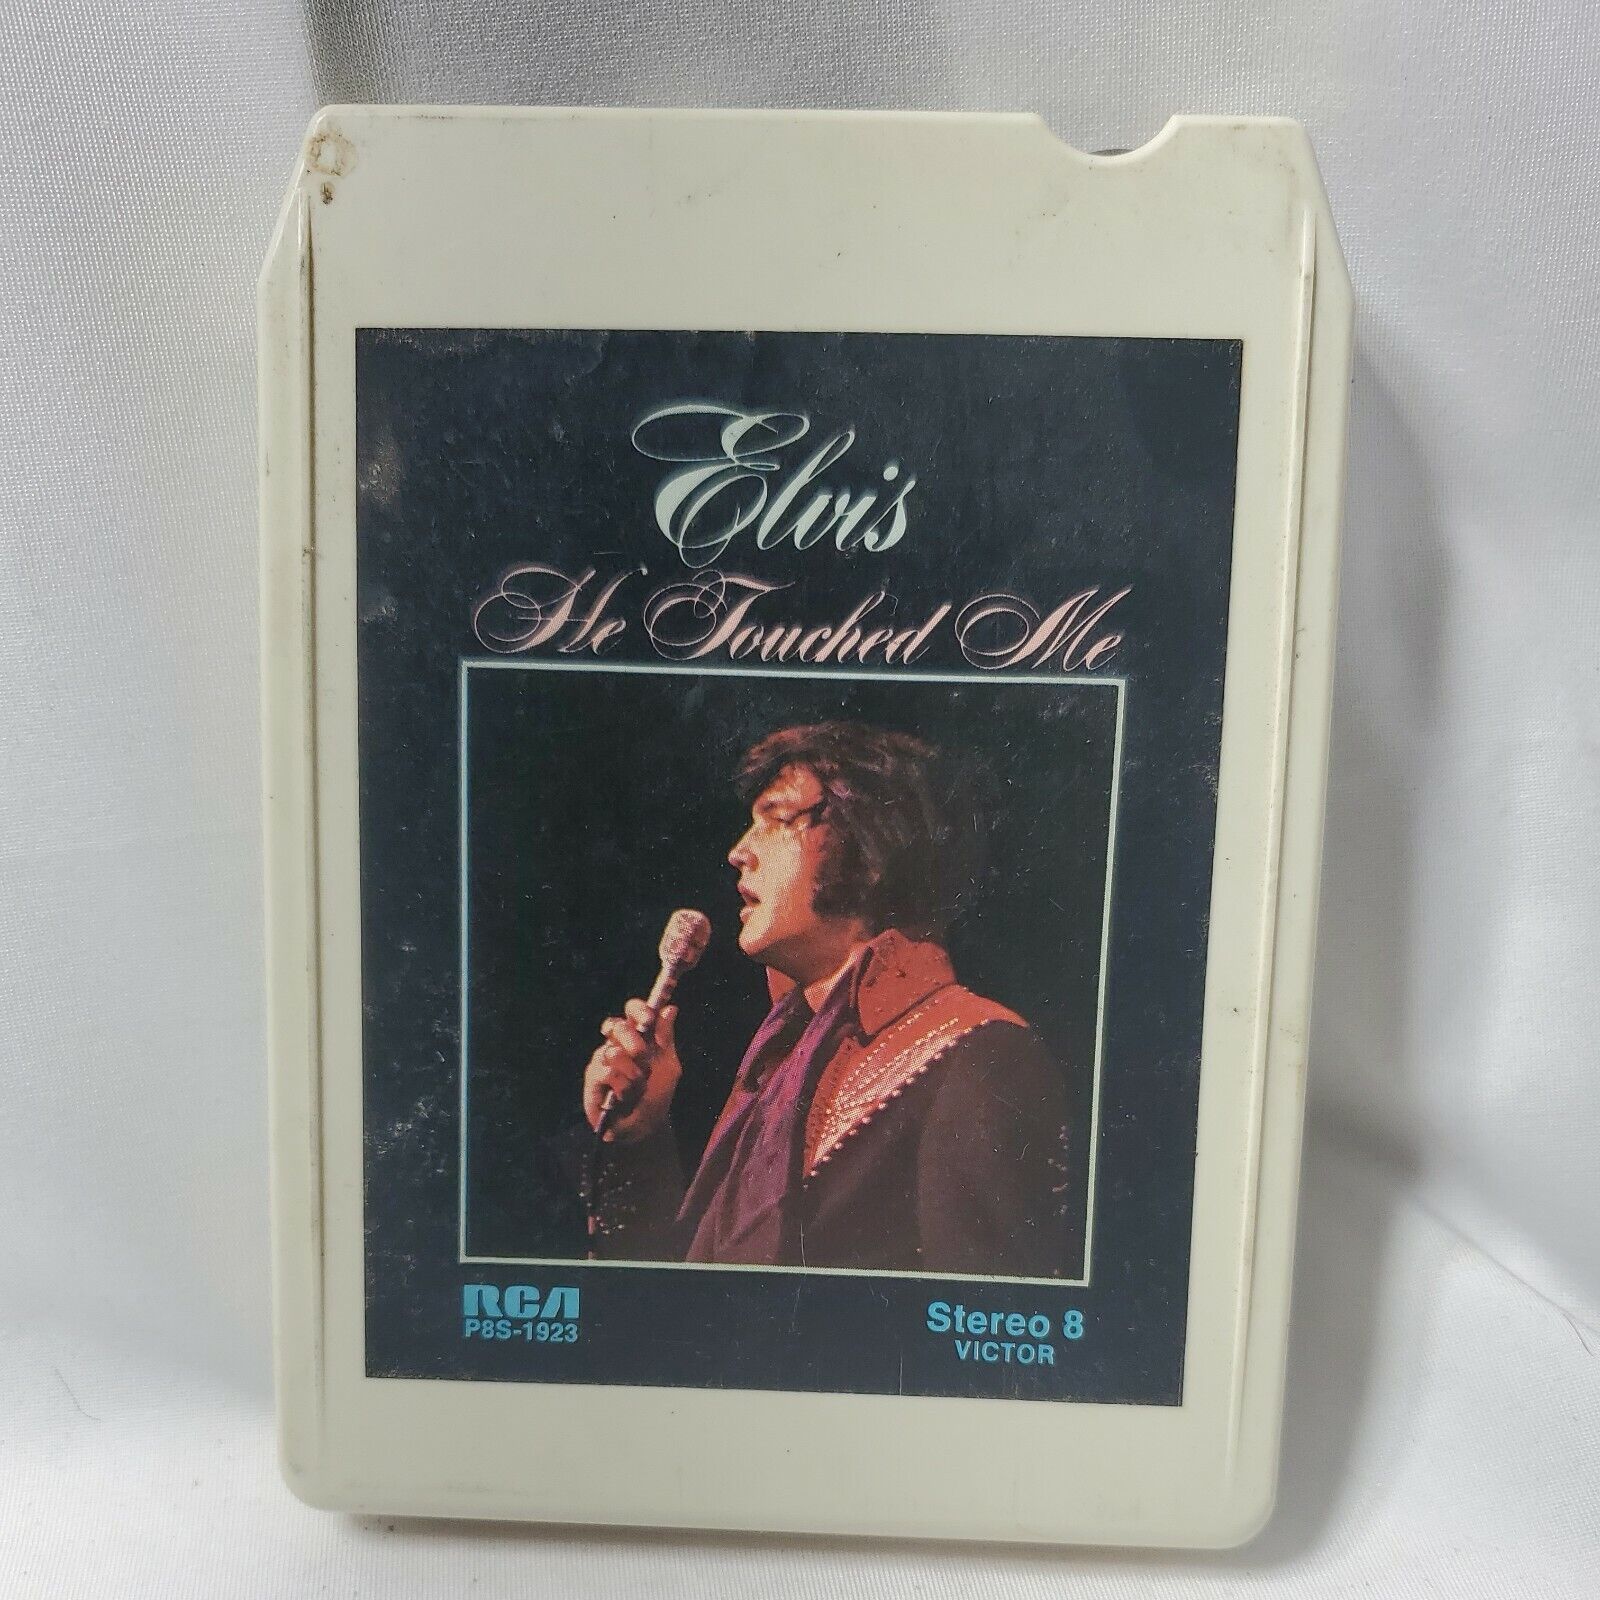 Elvis
He Touched Me
RCA
P8S-1923
Stereo 8
VICTOR